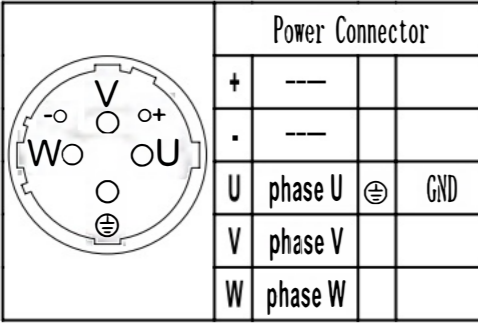 Power Connector
V
-
+
W
U
+ -----
- -----
U phase U ⏚ GND
V phase V
W phase W